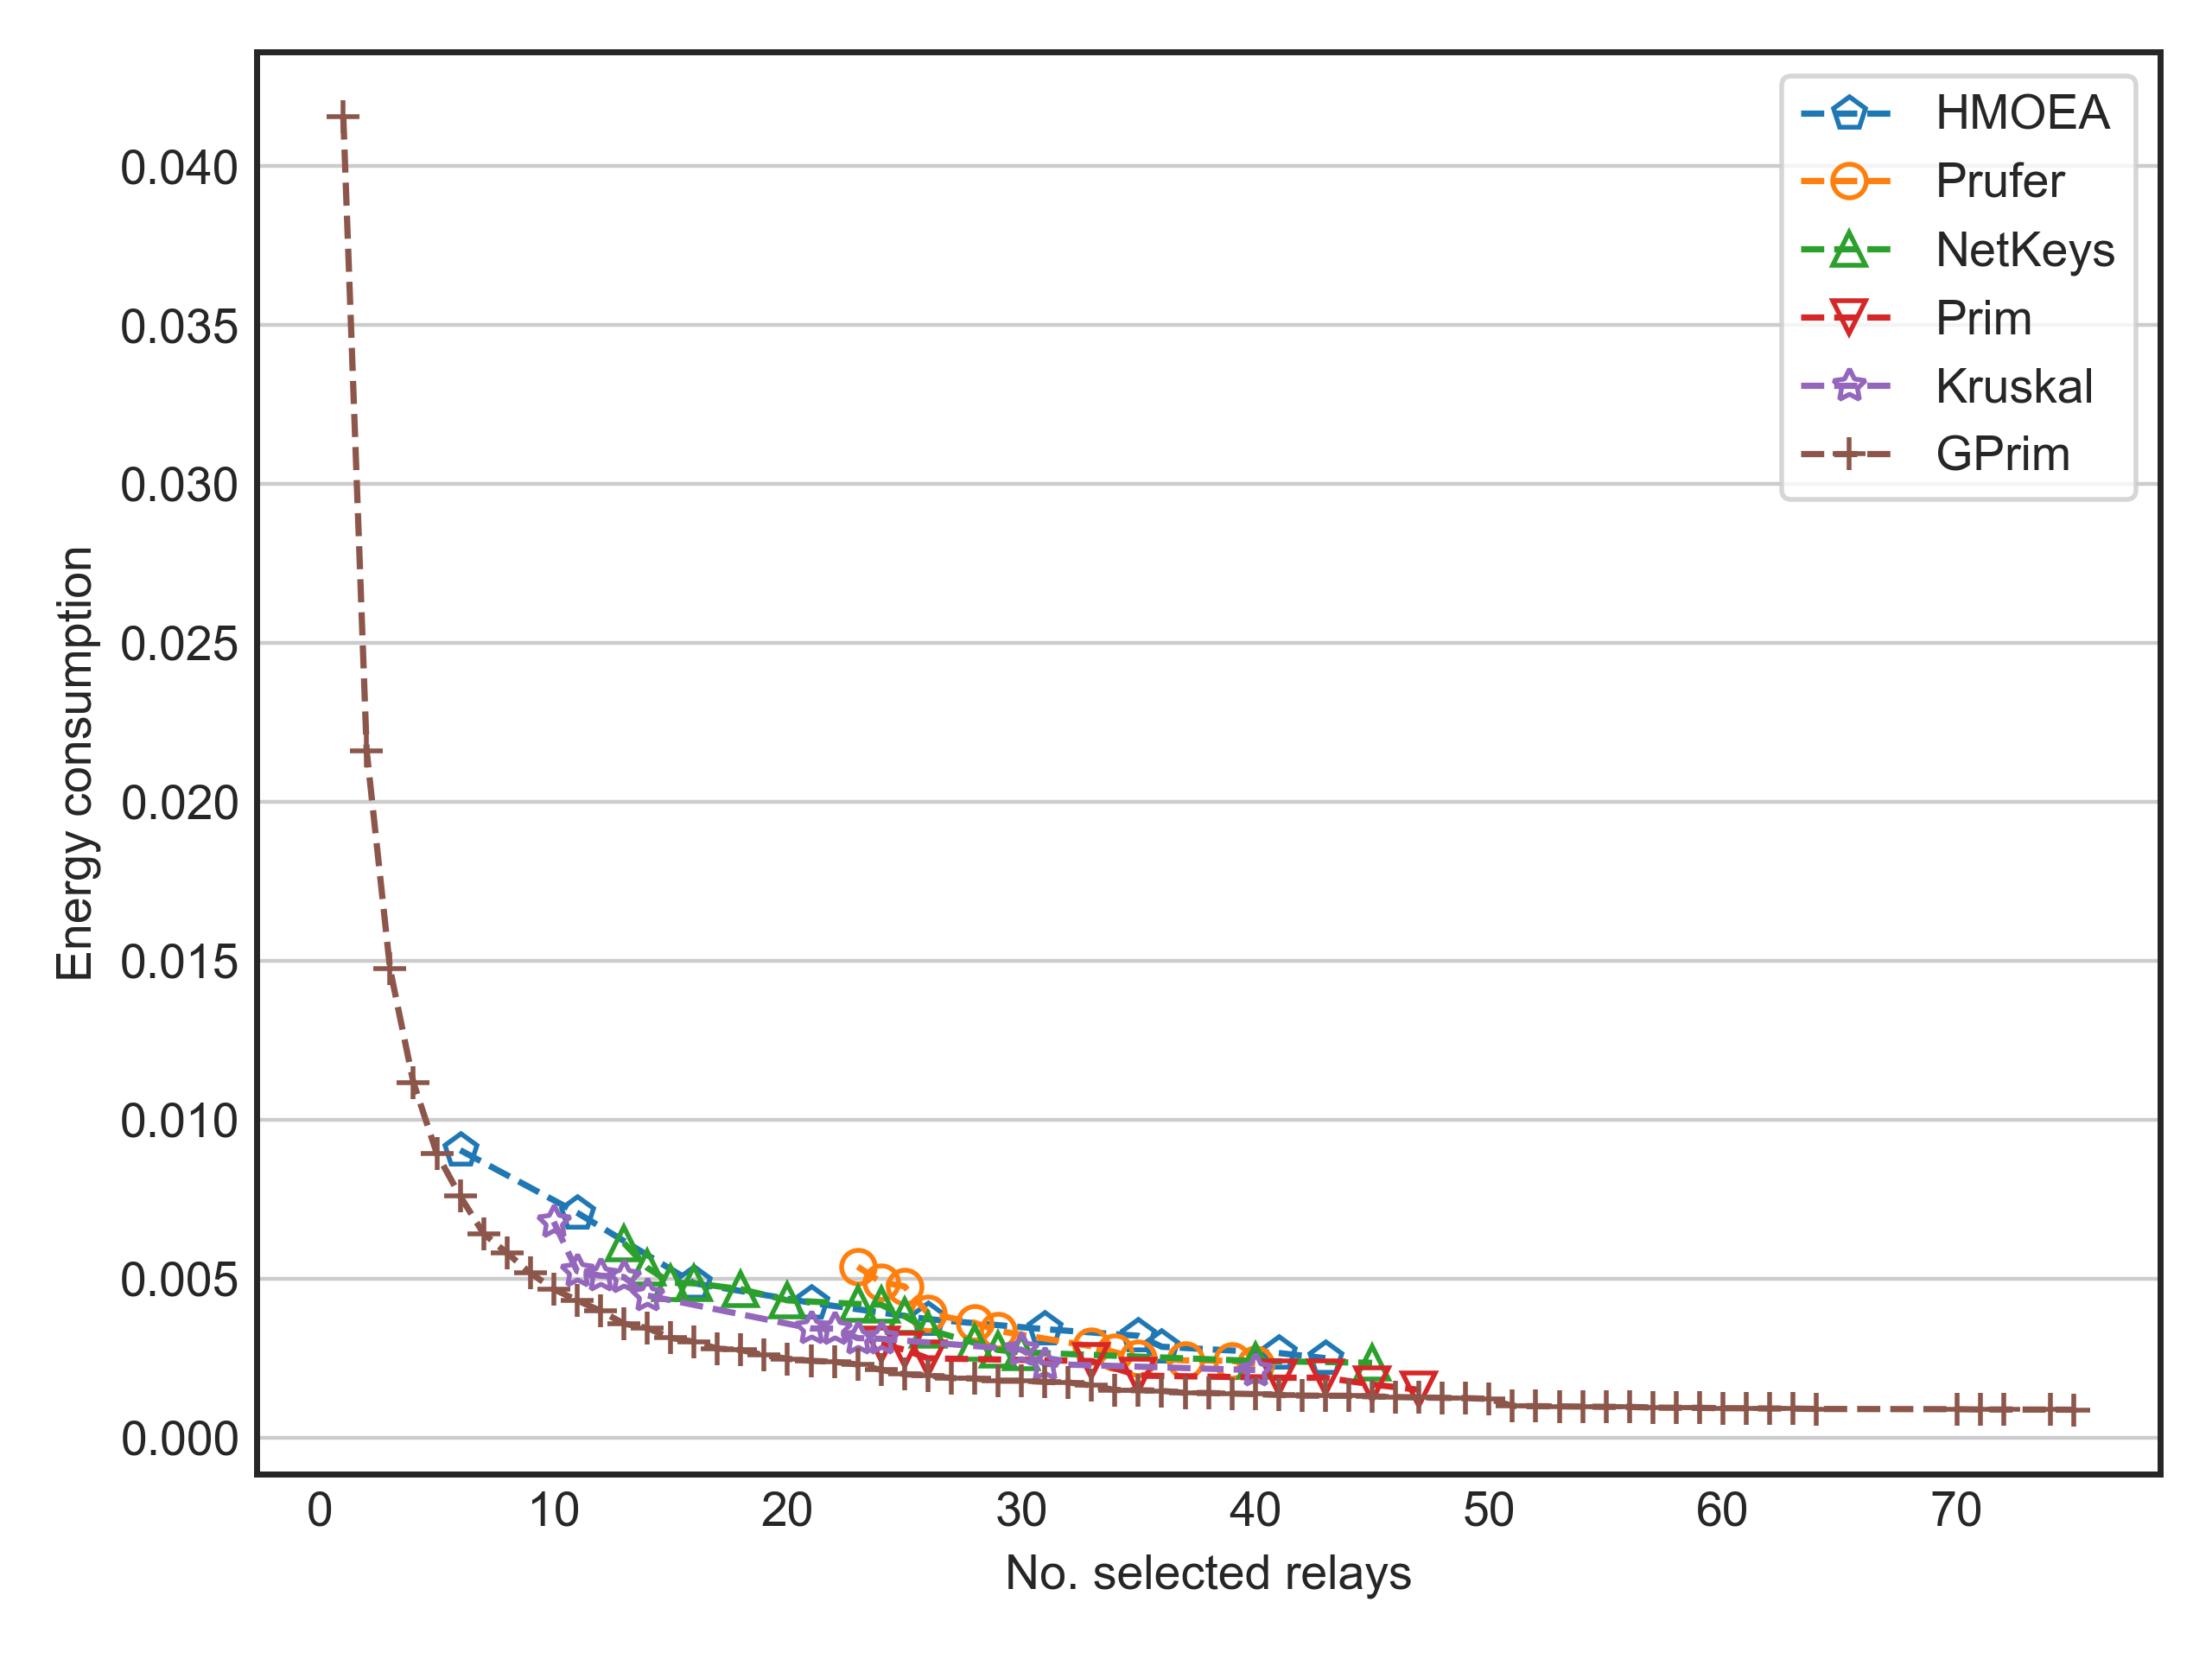 HMOEA
Prufer
NetKeys
Prim
Kruskal
GPrim
Energy consumption
0.040
0.035
0.030
0.025
0.020
0.015
0.010
0.005
0.000
0 10 20 30 40 50 60 70
No. selected relays